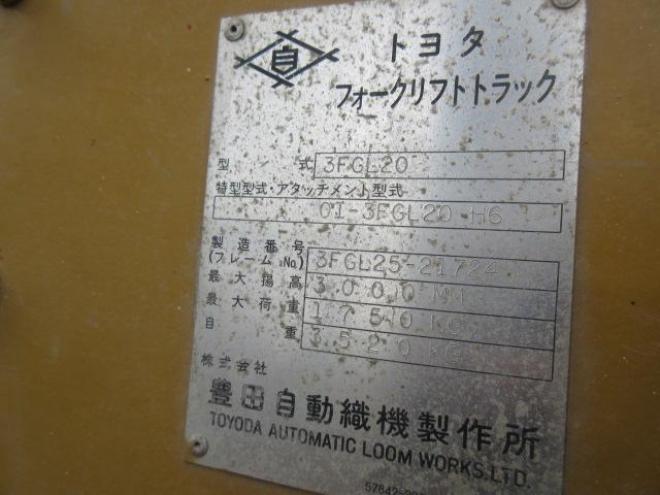 自 トヨタ
フォークリフトトラック
型 式 3FGL20
特型型式・アタッチメント型式
01-3FGL20 H6
製造番号
(フレームNo.) 3FGL25-21724
最大揚高 3000 MM
最大荷重 1750 KG
自 重 3520 KG
株式会社
豊田自動織機製作所
TOYODA AUTOMATIC LOOM WORKS.LTD.